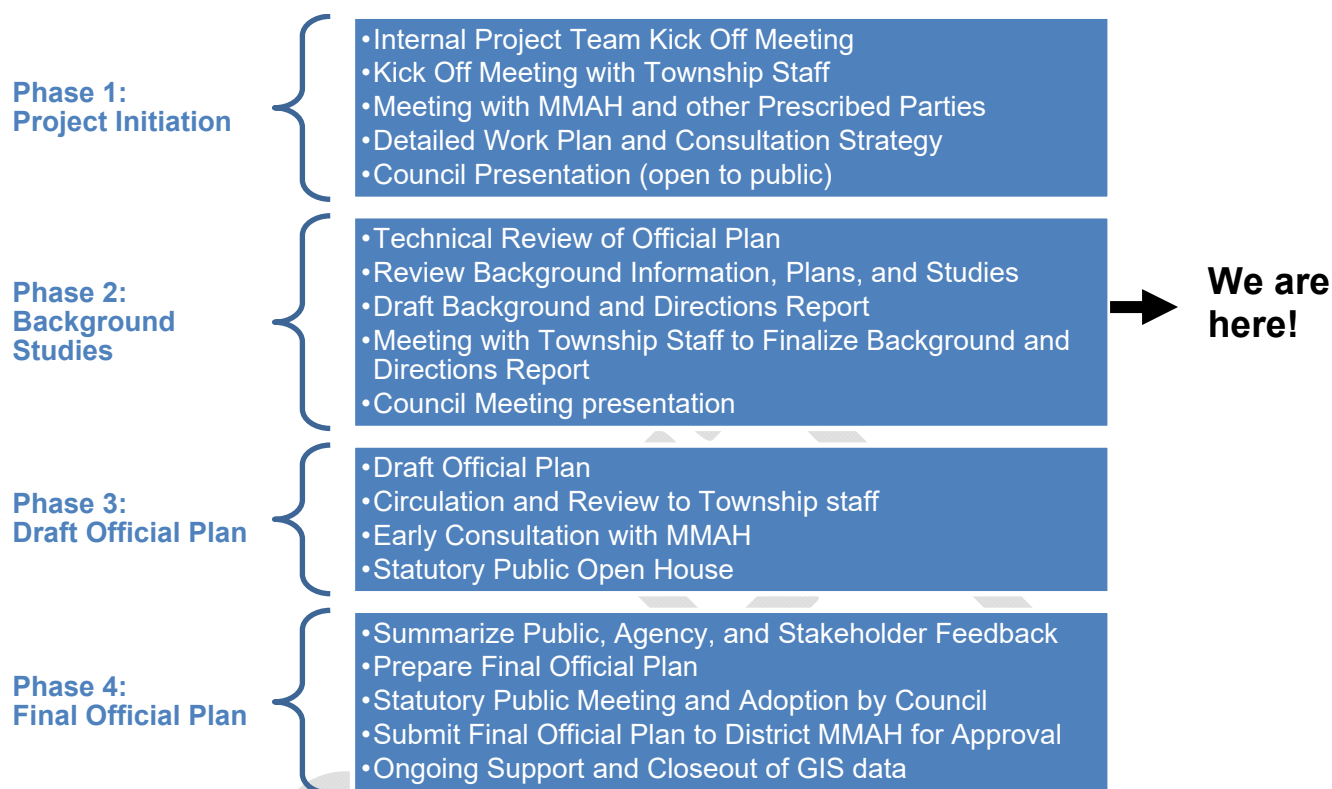 Phase 1:
Project Initiation
•Internal Project Team Kick Off Meeting
•Kick Off Meeting with Township Staff
•Meeting with MMAH and other Prescribed Parties
•Detailed Work Plan and Consultation Strategy
•Council Presentation (open to public)
Phase 2:
Background
Studies
•Technical Review of Official Plan
•Review Background Information, Plans, and Studies
•Draft Background and Directions Report
•Meeting with Township Staff to Finalize Background and
Directions Report
•Council Meeting presentation
We are
here!
Phase 3:
Draft Official Plan
•Draft Official Plan
•Circulation and Review to Township staff
•Early Consultation with MMAH
•Statutory Public Open House
Phase 4:
Final Official Plan
•Summarize Public, Agency, and Stakeholder Feedback
•Prepare Final Official Plan
•Statutory Public Meeting and Adoption by Council
•Submit Final Official Plan to District MMAH for Approval
•Ongoing Support and Closeout of GIS data